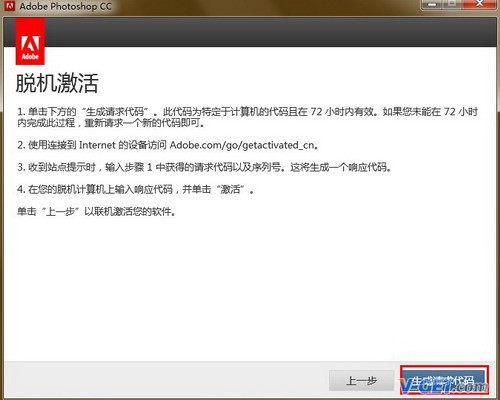 Adobe Photoshop CC
Adobe
脱机激活
1. 单击下方的“生成请求代码”。此代码为特定于计算机的代码且在 72 小时内有效。如果您未能在 72 小时
内完成此过程，重新请求一个新的代码即可。
2. 使用连接到 Internet 的设备访问 Adobe.com/go/getactivated_cn。
3. 收到站点提示时，输入步骤 1 中获得的请求代码以及序列号。这将生成一个响应代码。
4. 在您的脱机计算机上输入响应代码，并单击“激活”。
单击“上一步”以联机激活您的软件。
上一步
生成请求代码